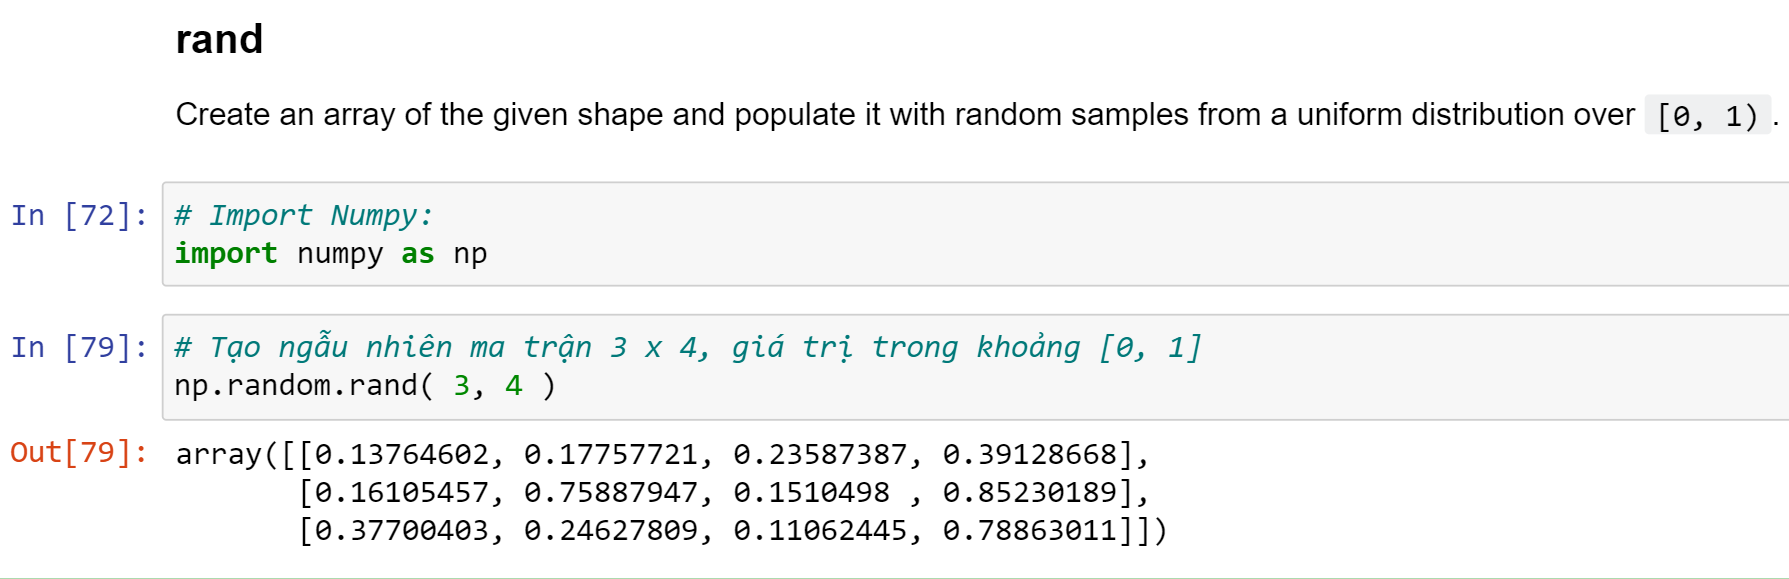 rand
Create an array of the given shape and populate it with random samples from a uniform distribution over [0, 1).
In [72]: # Import Numpy:
import numpy as np
In [79]: # Tạo ngẫu nhiên ma trận 3 x 4, giá trị trong khoảng [0, 1]
np.random.rand( 3, 4 )
Out[79]: array([[0.13764602, 0.17757721, 0.23587387, 0.39128668],
[0.16105457, 0.75887947, 0.1510498 , 0.85230189],
[0.37700403, 0.24627809, 0.11062445, 0.78863011]])